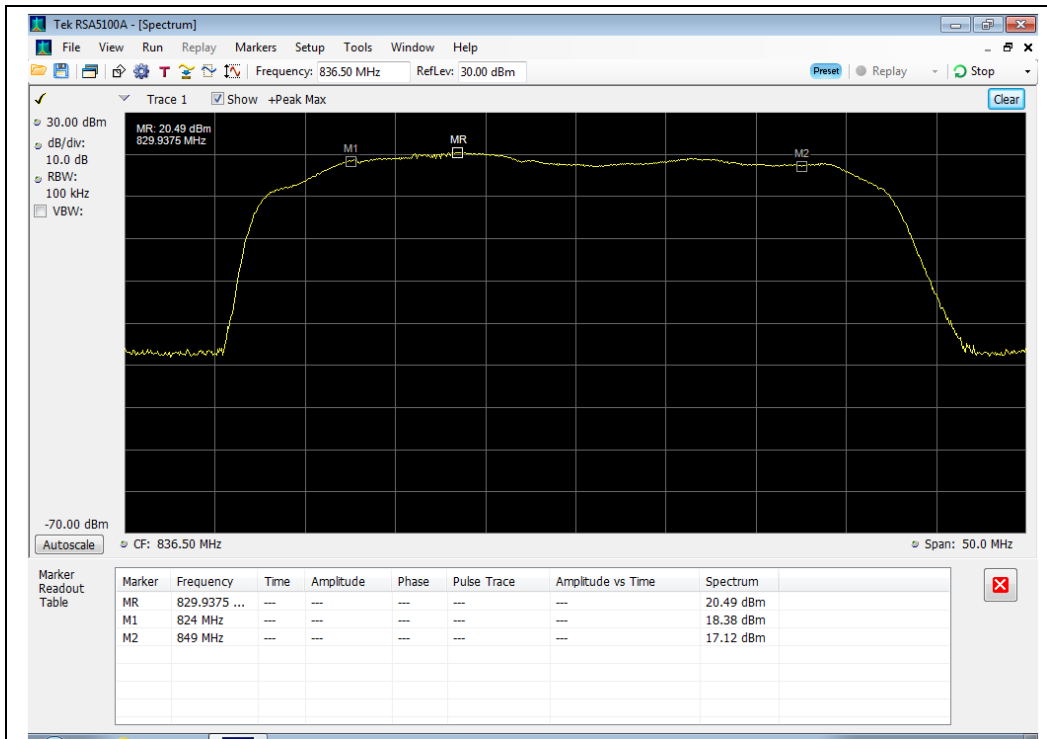 Tek RSA5100A - [Spectrum]
File View Run Replay Markers Setup Tools Window Help
T Frequency: 836.50 MHz RefLev: 30.00 dBm Preset Replay Stop
Trace 1 Show +Peak Max Clear
30.00 dBm
dB/div:
10.0 dB
RBW:
100 kHz
VBW:
-70.00 dBm
Autoscale
MR: 20.49 dBm
829.9375 MHz
M1
MR
M2
CF: 836.50 MHz Span: 50.0 MHz
Marker
Readout
Table
Marker Frequency Time Amplitude Phase Pulse Trace Amplitude vs Time Spectrum
MR 829.9375 ... --- --- --- --- --- 20.49 dBm
M1 824 MHz --- --- --- --- --- 18.38 dBm
M2 849 MHz --- --- --- --- --- 17.12 dBm